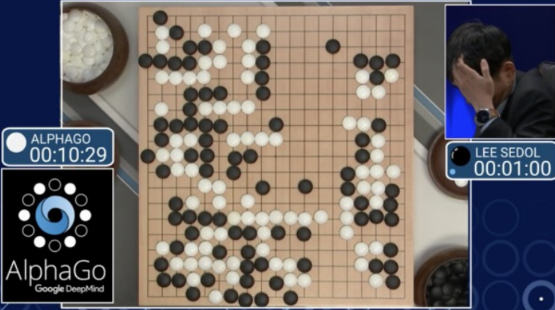 ALPHAGO
00:10:29
LEE SEDOL
00:01:00
AlphaGo
Google DeepMind